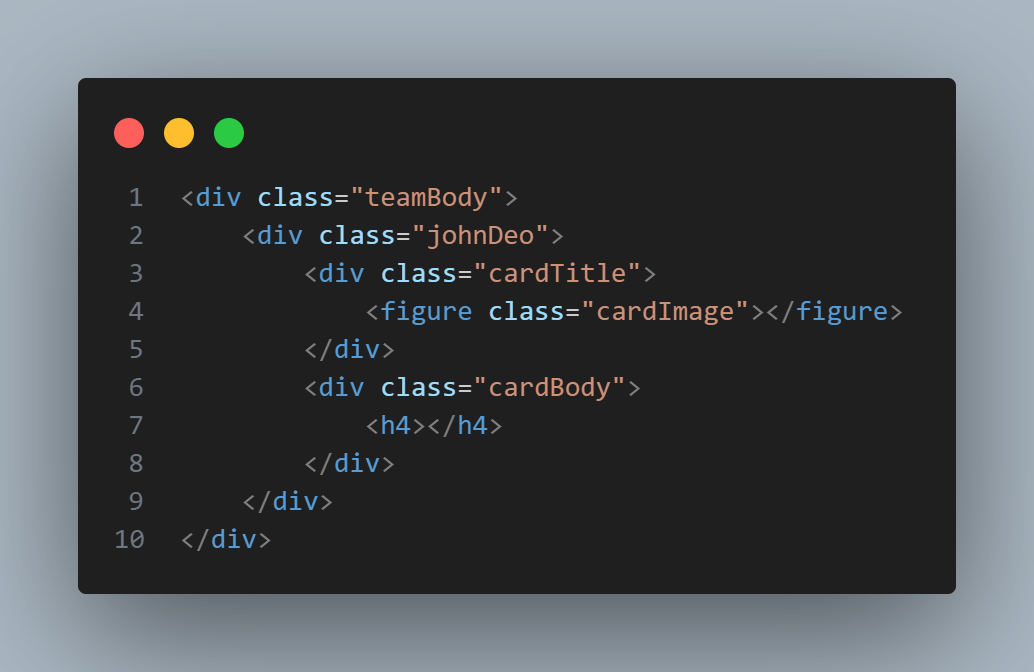 1 <div class="teamBody">
2     <div class="johnDeo">
3         <div class="cardTitle">
4             <figure class="cardImage"></figure>
5         </div>
6         <div class="cardBody">
7             <h4></h4>
8         </div>
9     </div>
10 </div>